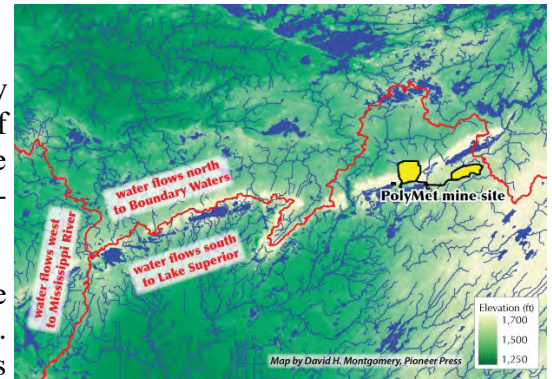 y
f
e
-
e
.
s
water flows north
to Boundary Waters
water flows west
to Mississippi River
water flows south
to Lake Superior
PolyMet mine site
Elevation (ft)
1,700
1,500
1,250
Map by David H. Montgomery, Pioneer Press